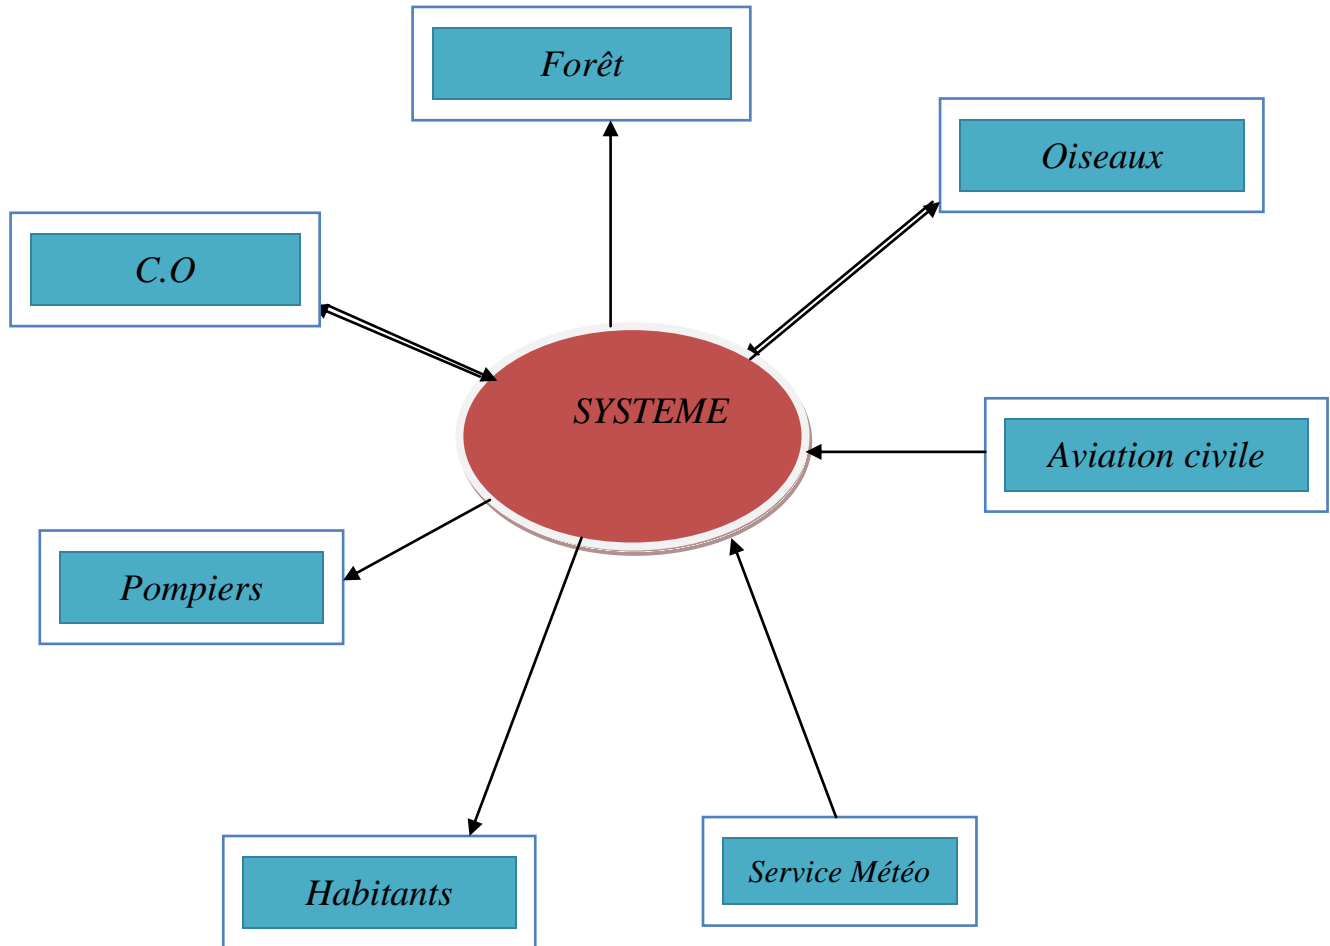 Forêt
Oiseaux
C.O
SYSTEME
Aviation civile
Pompiers
Service Météo
Habitants